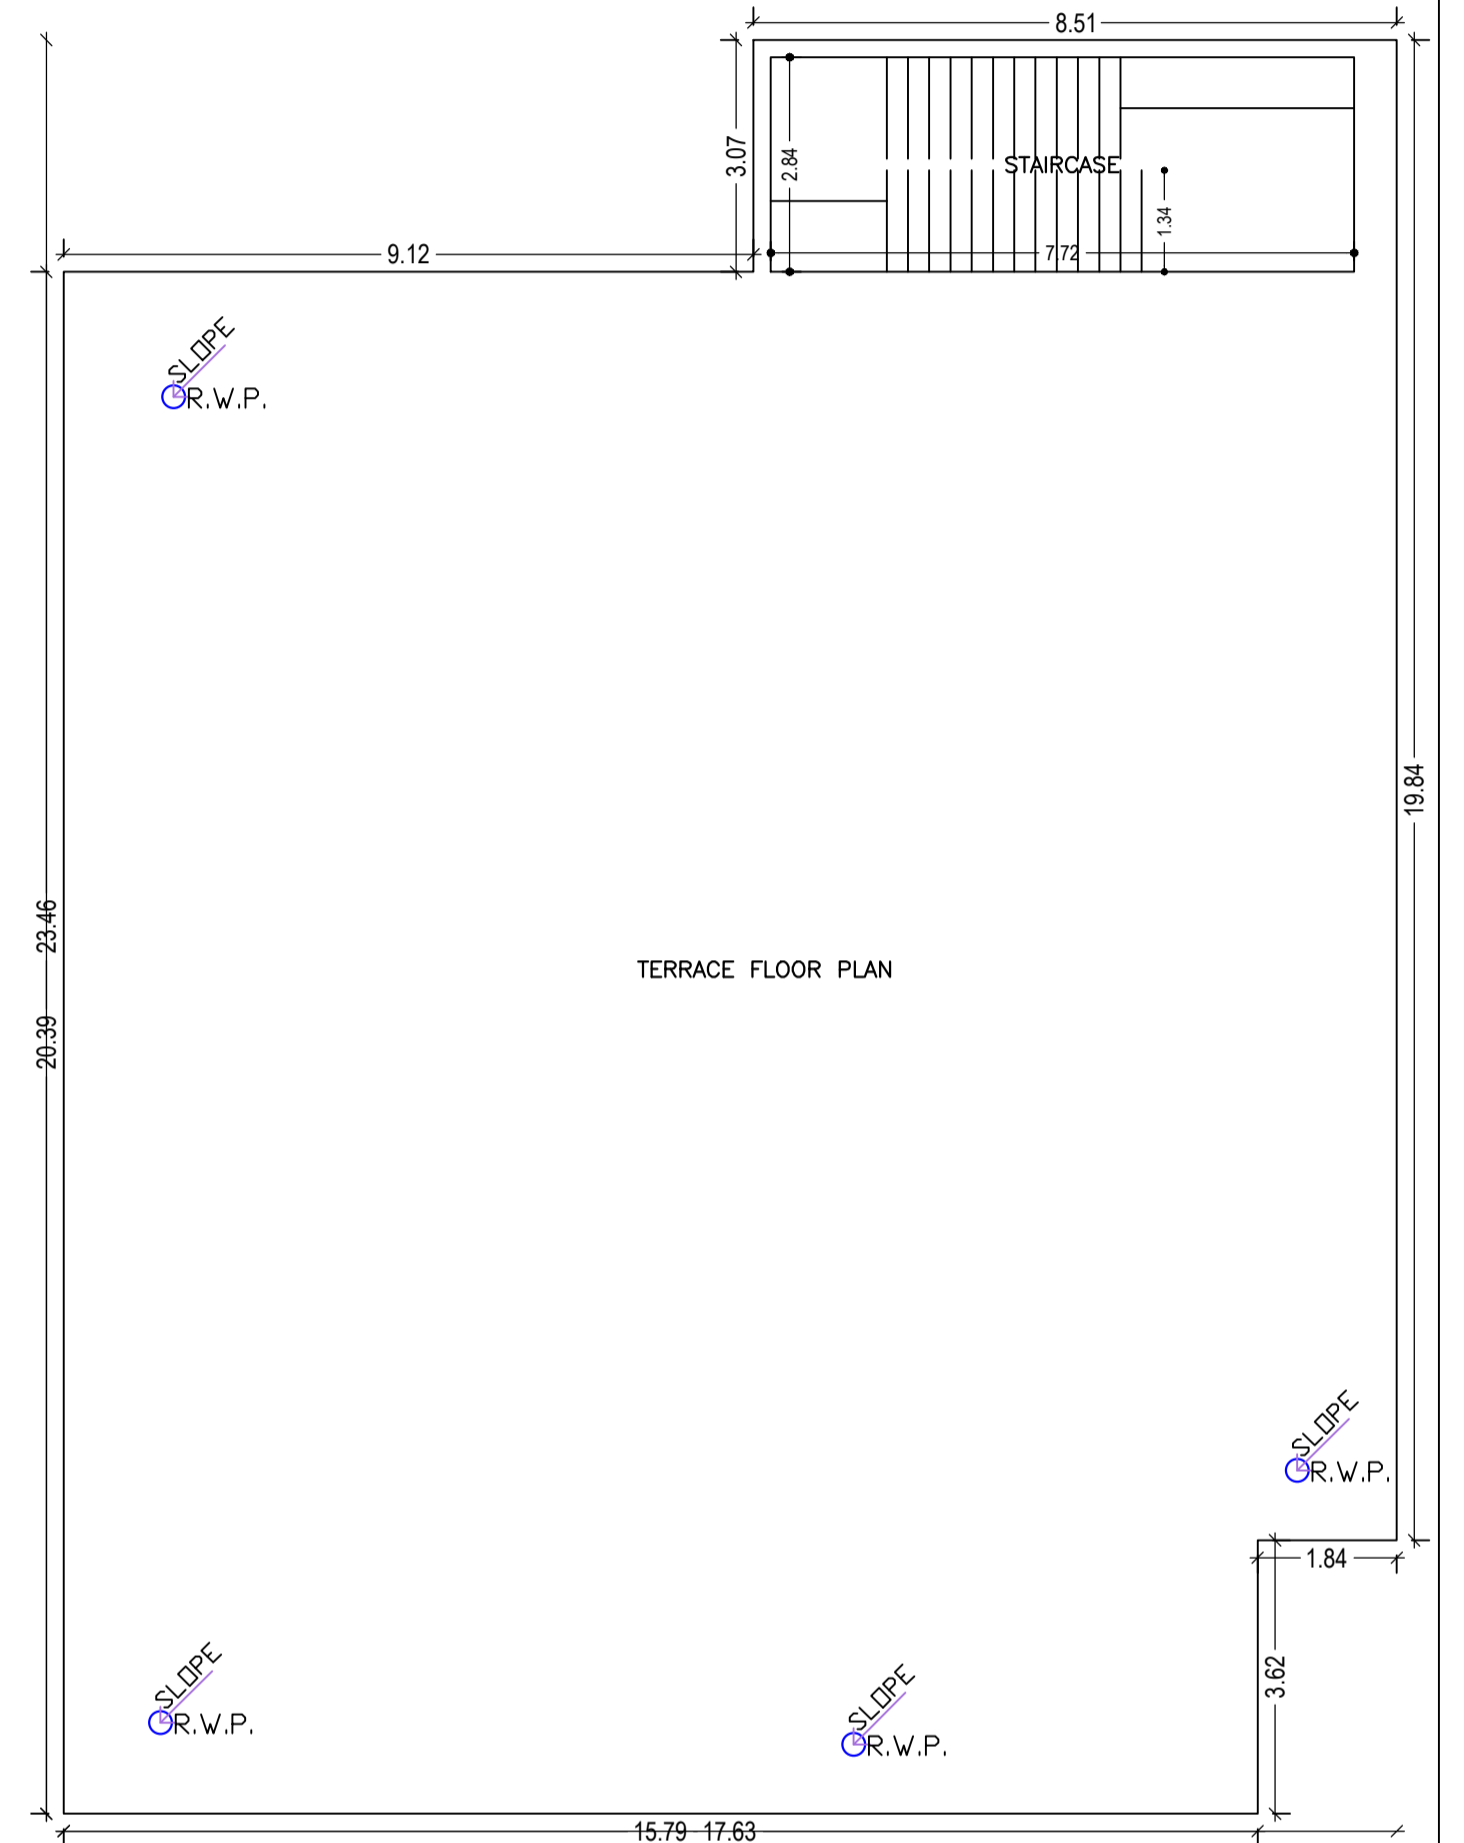 8.51
3.07
2.84
STAIRCASE
1.34
9.12
7.72
SLOPE
R.W.P.
19.84
23.46
TERRACE FLOOR PLAN
20.39
SLOPE
R.W.P.
1.84
SLOPE
R.W.P.
SLOPE
R.W.P.
3.62
15.79 17.63